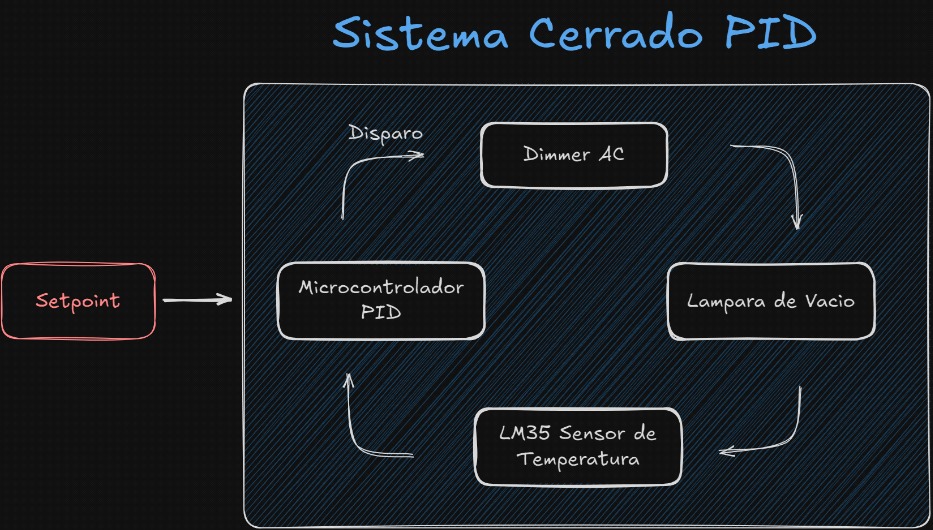 Sistema Cerrado PID
Disparo
Dimmer AC
Setpoint
Microcontrolador
PID
Lampara de Vacio
LM35 Sensor de
Temperatura